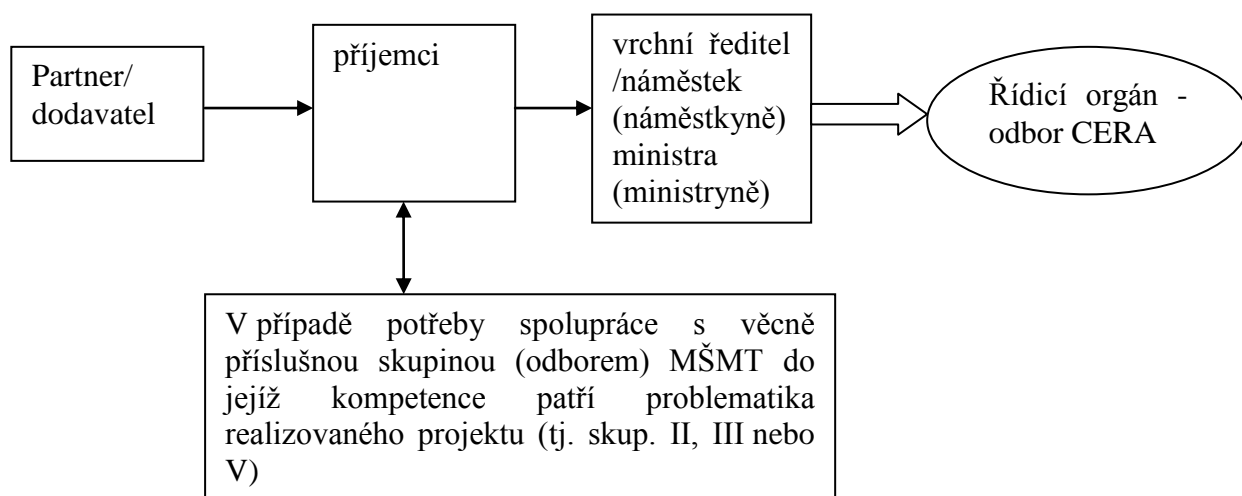 Partner/
dodavatel
příjemci
vrchní ředitel
/náměstek
(náměstkyně)
ministra
(ministryně)
Řídicí orgán -
odbor CERA
V případě potřeby spolupráce s věcně
příslušnou skupinou (odborem) MŠMT do
jejíž kompetence patří problematika
realizovaného projektu (tj. skup. II, III nebo
V)